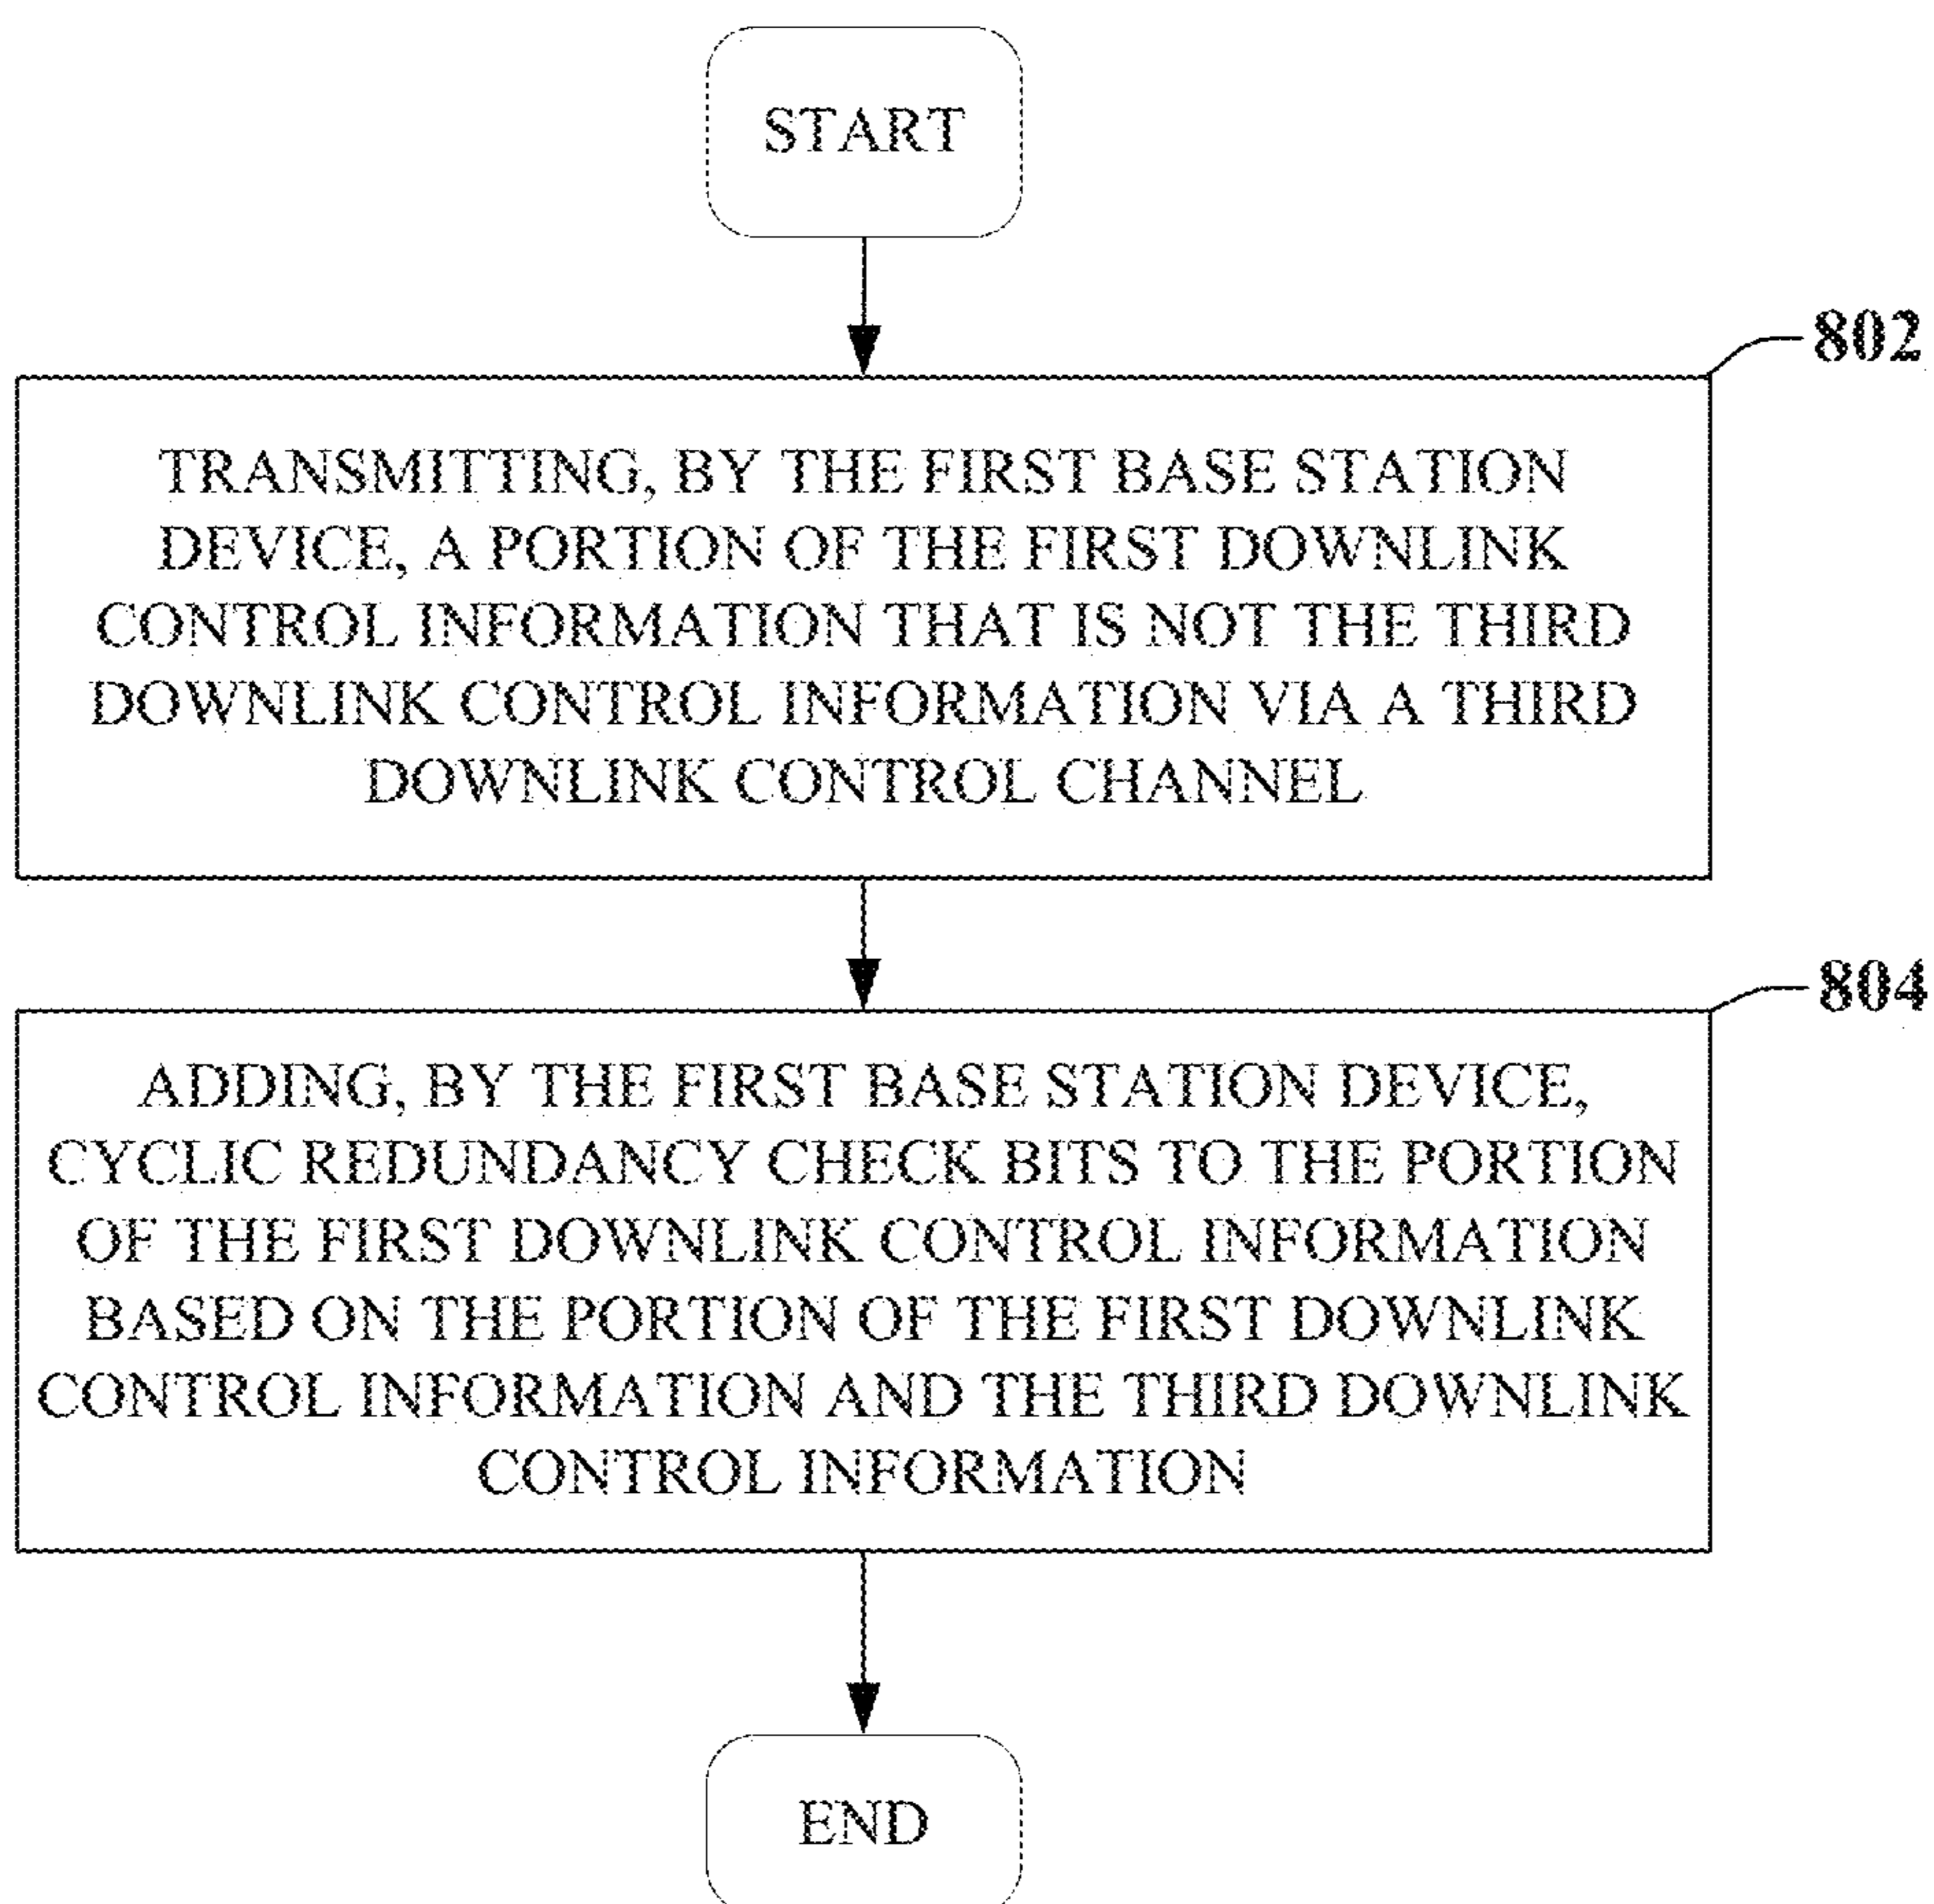 START
802
TRANSMITTING, BY THE FIRST BASE STATION
DEVICE, A PORTION OF THE FIRST DOWNLINK
CONTROL INFORMATION THAT IS NOT THE THIRD
DOWNLINK CONTROL INFORMATION VIA A THIRD
DOWNLINK CONTROL CHANNEL
804
ADDING, BY THE FIRST BASE STATION DEVICE,
CYCLIC REDUNDANCY CHECK BITS TO THE PORTION
OF THE FIRST DOWNLINK CONTROL INFORMATION
BASED ON THE PORTION OF THE FIRST DOWNLINK
CONTROL INFORMATION AND THE THIRD DOWNLINK
CONTROL INFORMATION
END